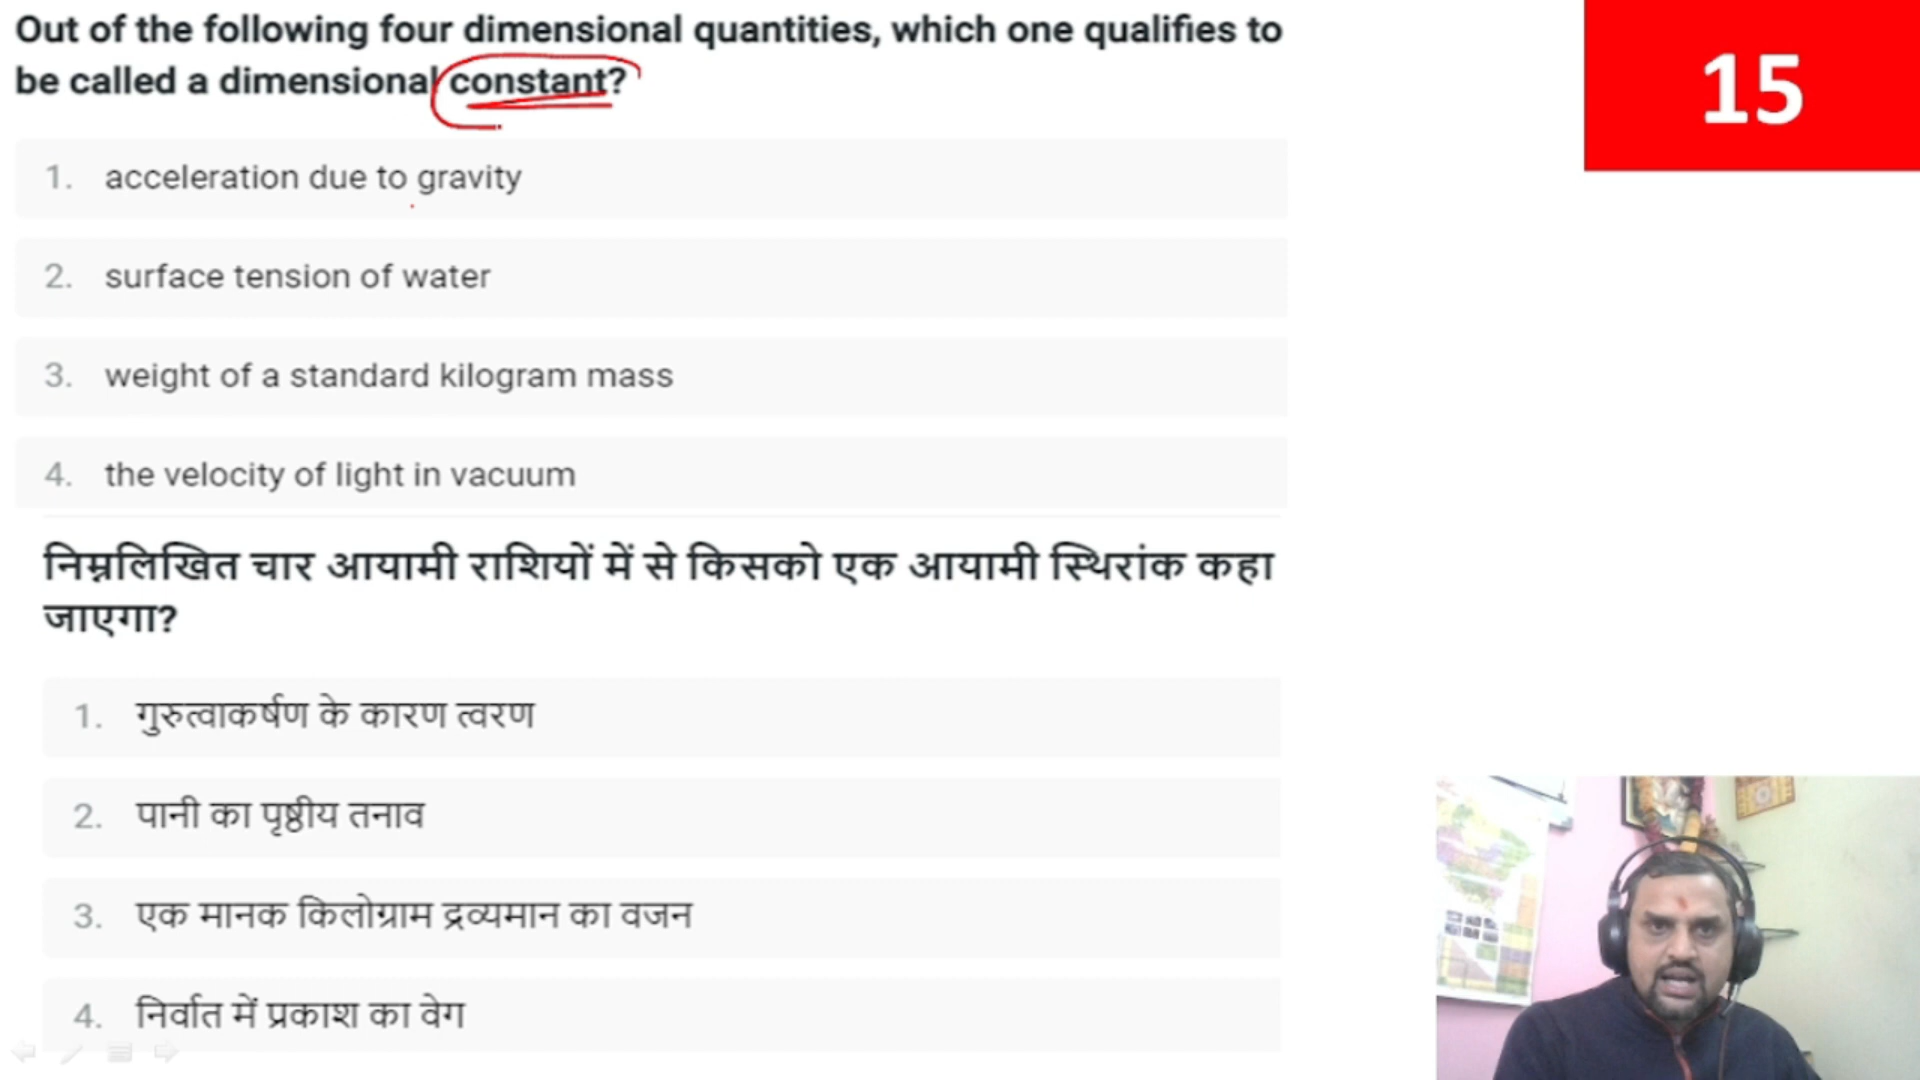 Out of the following four dimensional quantities, which one qualifies to
be called a dimensional constant?
15
1. acceleration due to gravity
2. surface tension of water
3. weight of a standard kilogram mass
4. the velocity of light in vacuum
निम्नलिखित चार आयामी राशियों में से किसको एक आयामी स्थिरांक कहा
जाएगा?
1. गुरुत्वाकर्षण के कारण त्वरण
2. पानी का पृष्ठीय तनाव
3. एक मानक किलोग्राम द्रव्यमान का वजन
4. निर्वात में प्रकाश का वेग